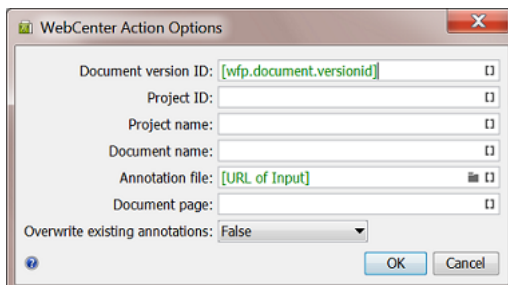 WebCenter Action Options
Document version ID: [wfp.document.versionid]
Project ID:
Project name:
Document name:
Annotation file: [URL of Input]
Document page:
Overwrite existing annotations: False
OK Cancel